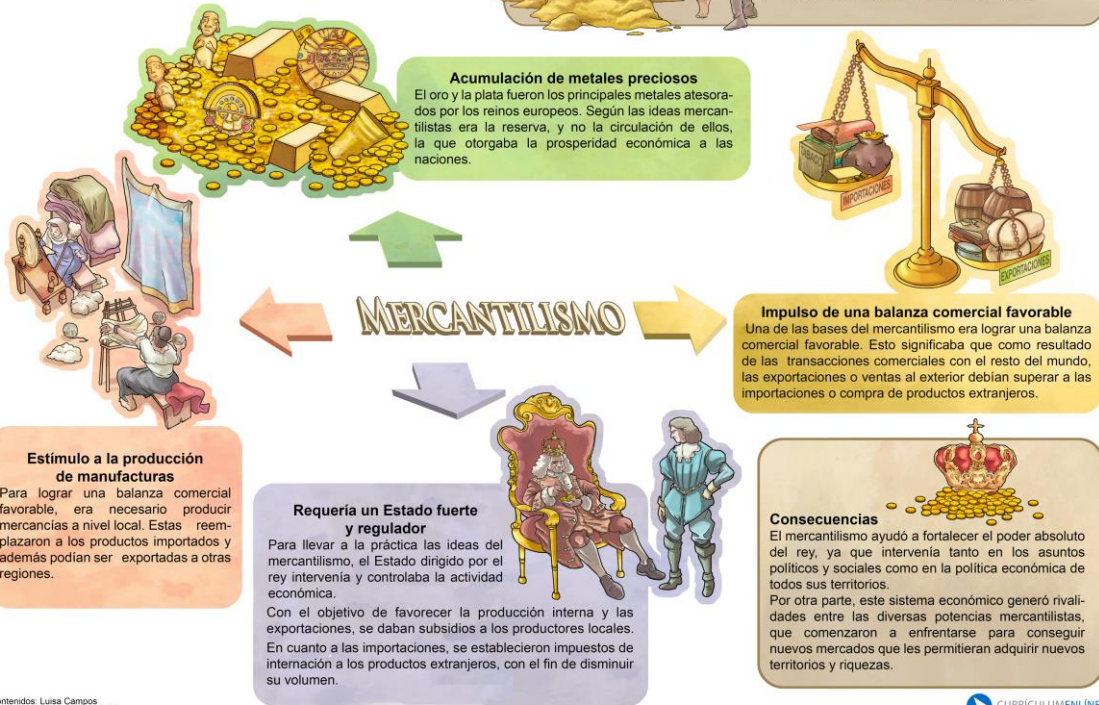 Acumulación de metales preciosos
El oro y la plata fueron los principales metales atesora-
dos por los reinos europeos. Según las ideas mercan-
tilistas era la reserva, y no la circulación de ellos,
la que otorgaba la prosperidad económica a las
naciones.
TABACO
IMPORTACIONES
EXPORTACIONES
MERCANTILISMO
Impulso de una balanza comercial favorable
Una de las bases del mercantilismo era lograr una balanza
comercial favorable. Esto significaba que como resultado
de las transacciones comerciales con el resto del mundo,
las exportaciones o ventas al exterior debían superar a las
importaciones o compra de productos extranjeros.
Estímulo a la producción
de manufacturas
Para lograr una balanza comercial
favorable, era necesario producir
mercancías a nivel local. Estas reem-
plazaron a los productos importados y
además podían ser exportadas a otras
regiones.
Requería un Estado fuerte
y regulador
Para llevar a la práctica las ideas del
mercantilismo, el Estado dirigido por el
rey intervenía y controlaba la actividad
económica.
Con el objetivo de favorecer la producción interna y las
exportaciones, se daban subsidios a los productores locales.
En cuanto a las importaciones, se establecieron impuestos de
internación a los productos extranjeros, con el fin de disminuir
su volumen.
Consecuencias
El mercantilismo ayudó a fortalecer el poder absoluto
del rey, ya que intervenía tanto en los asuntos
políticos y sociales como en la política económica de
todos sus territorios.
Por otra parte, este sistema económico generó rivali-
dades entre las diversas potencias mercantilistas,
que comenzaron a enfrentarse para conseguir
nuevos mercados que les permitieran adquirir nuevos
territorios y riquezas.
ontenidos: Luisa Campos
CURRÍCULUMENLÍNE